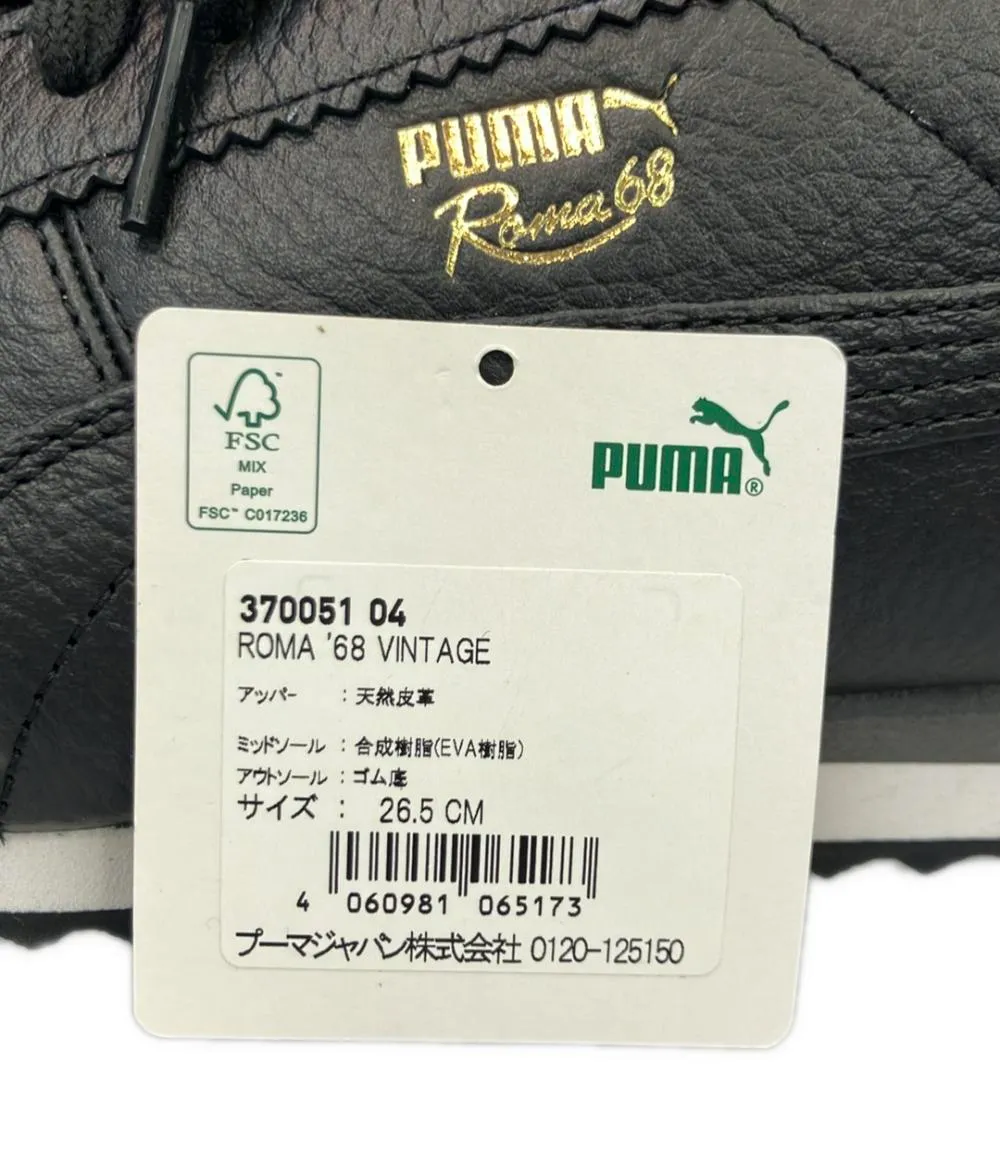 PUMA
Roma 68
FSC™
MIX
Paper
FSC™ C017236
PUMA®
370051 04
ROMA '68 VINTAGE
アッパー : 天然皮革
ミッドソール : 合成樹脂(EVA樹脂)
アウトソール : ゴム底
サイズ : 26.5 CM
4 060981 065173
プーマジャパン株式会社 0120-125150